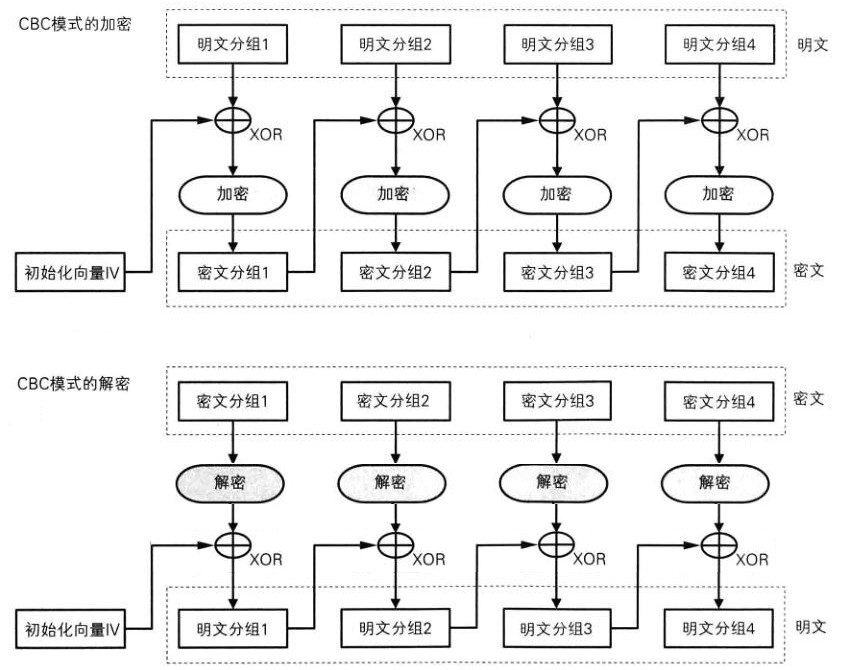 CBC模式的加密
明文分组1 明文分组2 明文分组3 明文分组4 明文
XOR XOR XOR XOR
加密 加密 加密 加密
初始化向量IV 密文分组1 密文分组2 密文分组3 密文分组4 密文
CBC模式的解密
密文分组1 密文分组2 密文分组3 密文分组4 密文
解密 解密 解密 解密
XOR XOR XOR XOR
初始化向量IV 明文分组1 明文分组2 明文分组3 明文分组4 明文